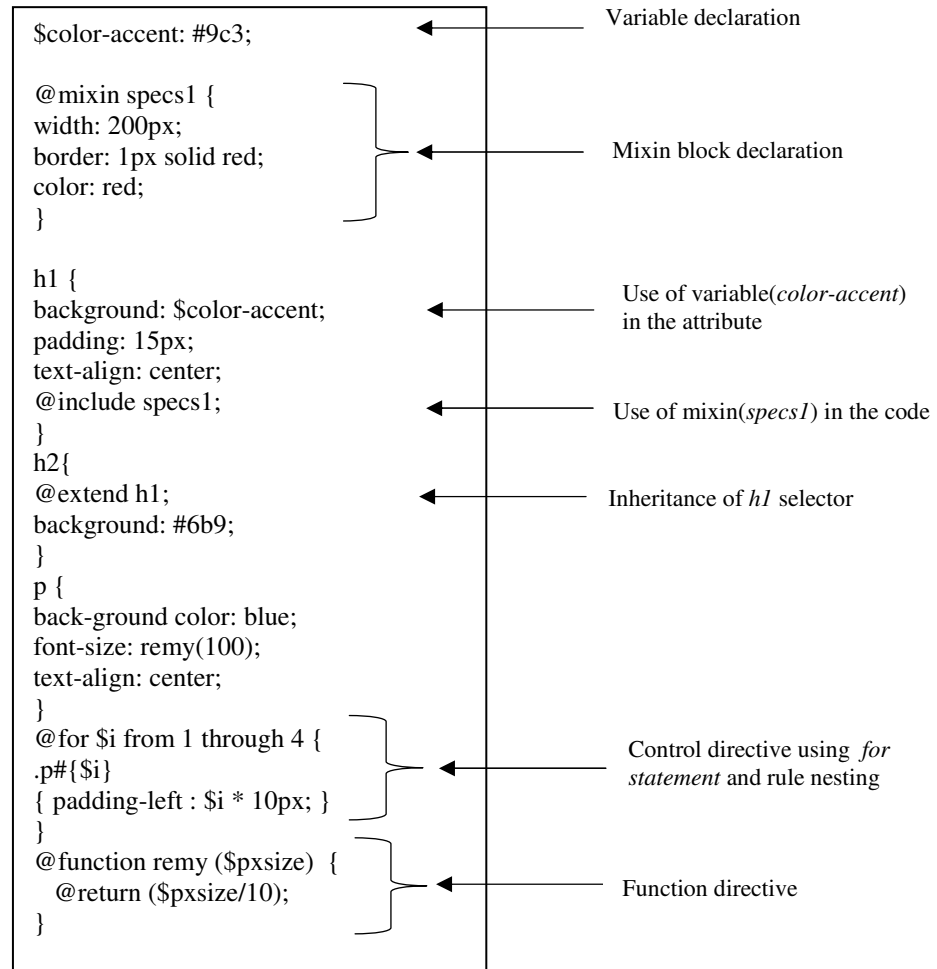 $color-accent: #9c3;
@mixin specs1 {
width: 200px;
border: 1px solid red;
color: red;
}
h1 {
background: $color-accent;
padding: 15px;
text-align: center;
@include specs1;
}
h2{
@extend h1;
background: #6b9;
}
p {
back-ground color: blue;
font-size: remy(100);
text-align: center;
}
@for $i from 1 through 4 {
.p#{$i}
{ padding-left : $i * 10px; }
}
@function remy ($pxsize) {
@return ($pxsize/10);
}
Variable declaration
Mixin block declaration
Use of variable(color-accent)
in the attribute
Use of mixin(specs1) in the code
Inheritance of h1 selector
Control directive using for
statement and rule nesting
Function directive